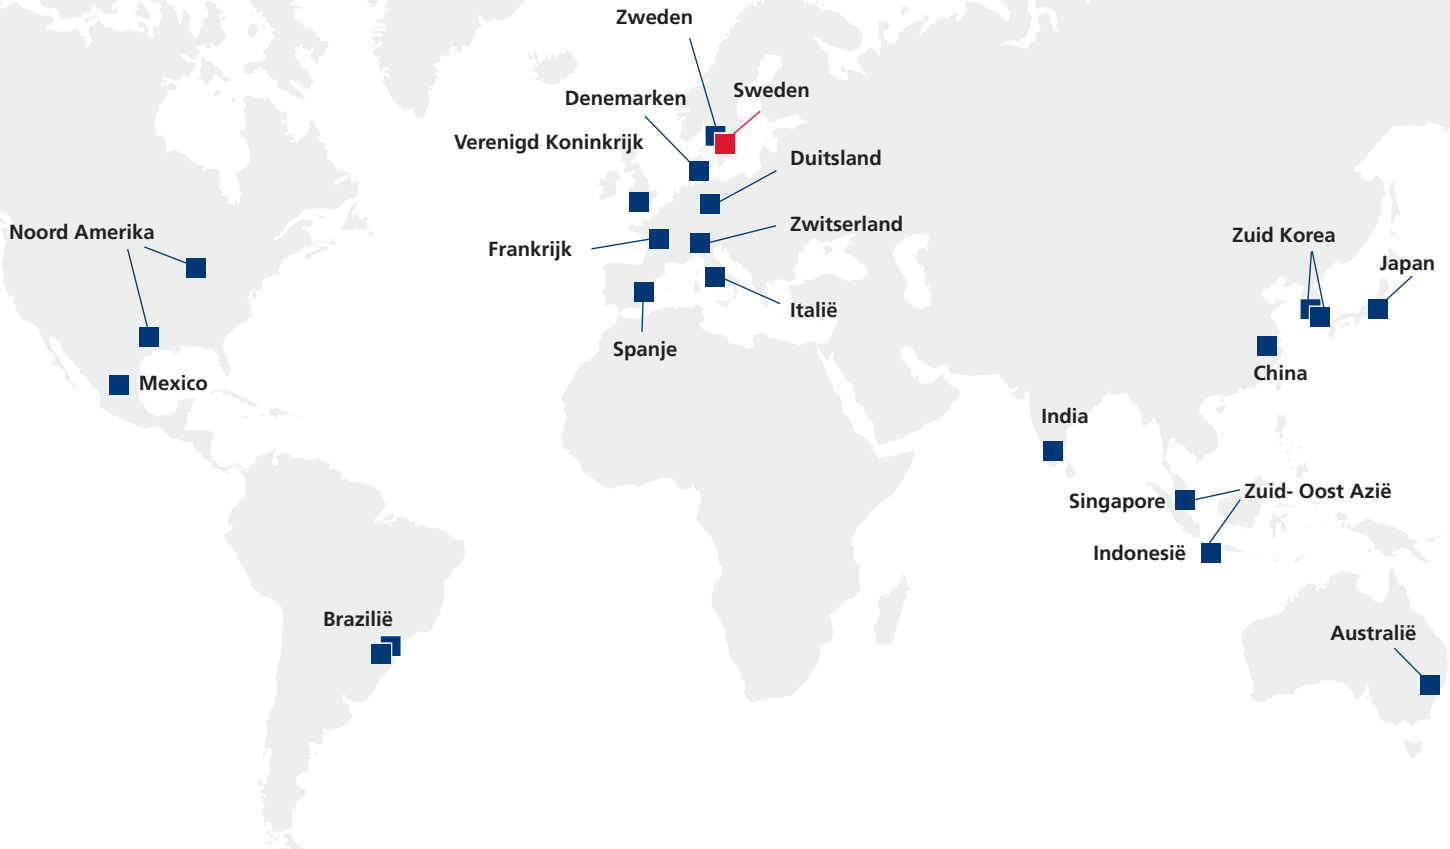 Zweden
Sweden
Denemarken
Verenigd Koninkrijk
Duitsland
Zwitserland
Noord Amerika
Frankrijk
Zuid Korea
Japan
Italië
Spanje
China
Mexico
India
Zuid- Oost Azië
Singapore
Indonesië
Brazilië
Australië